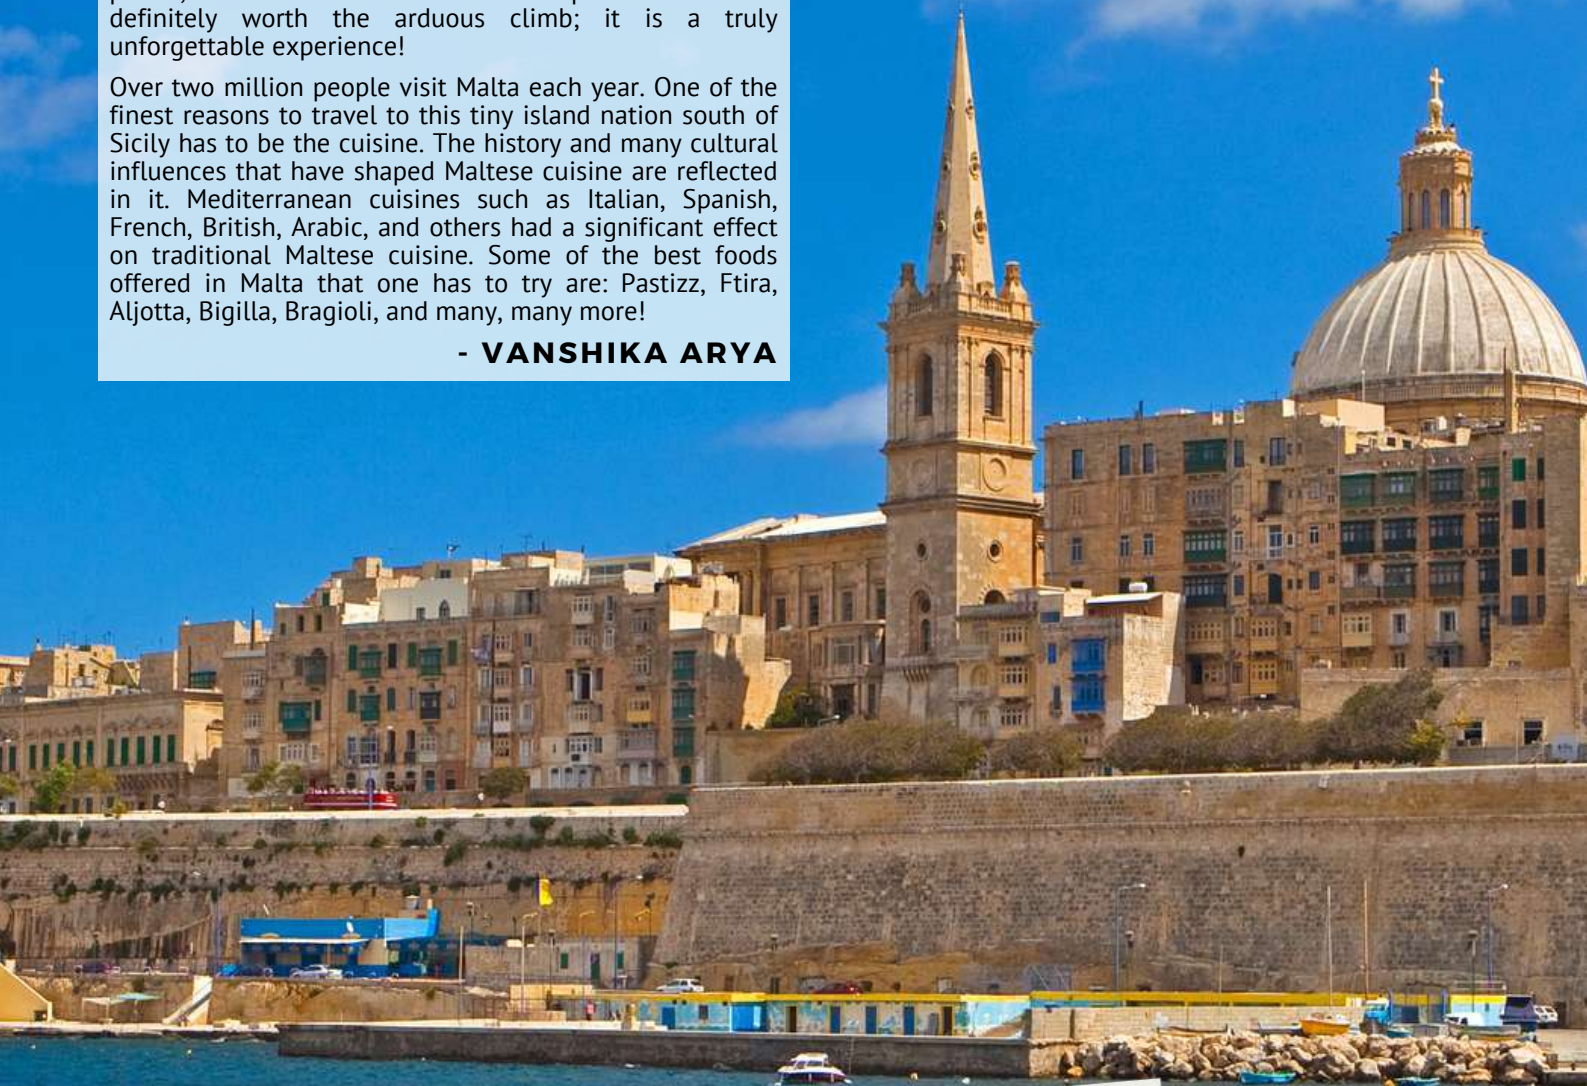 definitely worth the arduous climb; it is a truly
unforgettable experience!
Over two million people visit Malta each year. One of the
finest reasons to travel to this tiny island nation south of
Sicily has to be the cuisine. The history and many cultural
influences that have shaped Maltese cuisine are reflected
in it. Mediterranean cuisines such as Italian, Spanish,
French, British, Arabic, and others had a significant effect
on traditional Maltese cuisine. Some of the best foods
offered in Malta that one has to try are: Pastizz, Ftira,
Aljotta, Bigilla, Bragioli, and many, many more!
- VANSHIKA ARYA